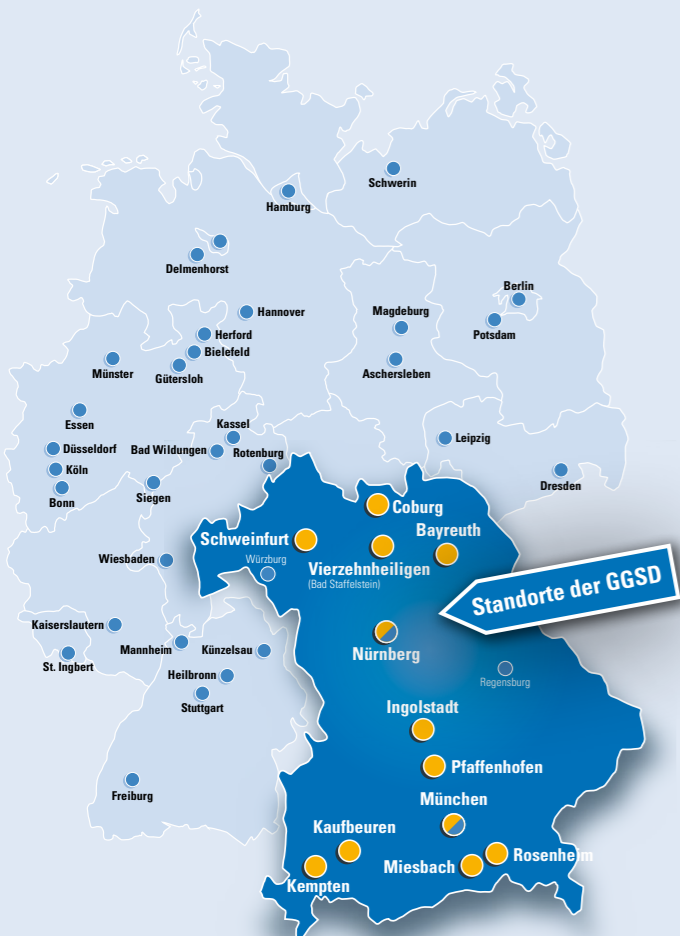 Schwerin
Hamburg
Delmenhorst
Berlin
Hannover
Magdeburg
Potsdam
Herford
Bielefeld
Münster
Gütersloh
Aschersleben
Essen
Kassel
Leipzig
Düsseldorf
Bad Wildungen
Rotenburg
Köln
Dresden
Siegen
Bonn
Coburg
Bayreuth
Schweinfurt
Wiesbaden
Würzburg
Vierzehnheiligen
(Bad Staffelstein)
Standorte der GGSD
Kaiserslautern
Mannheim
Künzelsau
Nürnberg
St. Ingbert
Heilbronn
Regensburg
Stuttgart
Ingolstadt
Pfaffenhofen
Freiburg
München
Kaufbeuren
Rosenheim
Miesbach
Kempten